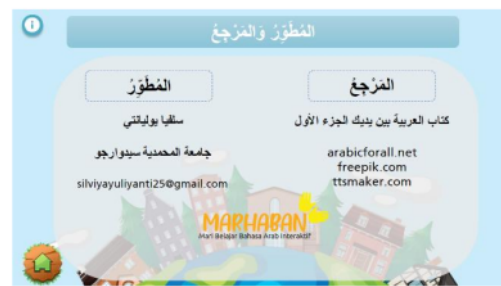 المُطَوِّرُ وَالمَرْجِعُ
المَرْجِعُ
كتاب العربية بين يديك الجزء الأول
arabicforall.net
freepik.com
ttsmaker.com
المُطَوِّرُ
سلفيا يوليانتي
جامعة المحمدية سيدوارجو
silviyayuliyanti25@gmail.com
MARHABAN
Mari Belajar Bahasa Arab Interaktif